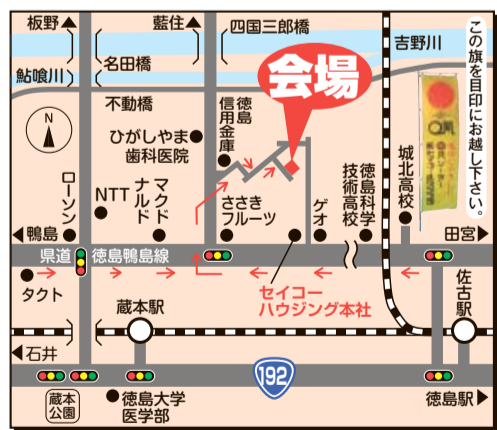 板野▲
藍住▲
四国三郎橋
吉野川
この旗を目印にお越し下さい。
名田橋
鮎喰川
不動橋
会場
N
徳島
信用金庫
ひがしやま
歯科医院
ローソン
NTT
マクド
ナルド
ささき
フルーツ
ゲオ
徳島科学
技術高校
城北高校
◀鴨島
田宮▶
県道
徳島鴨島線
タクト
セイコー
ハウジング本社
蔵本駅
佐古駅
◀石井
192
蔵本
公園
徳島大学
医学部
徳島駅▶